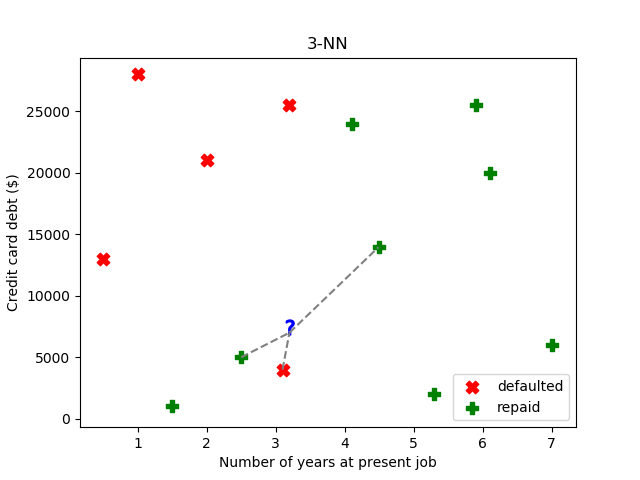 3-NN
Credit card debt ($)
25000
20000
15000
10000
5000
0
?
defaulted
repaid
1 2 3 4 5 6 7
Number of years at present job